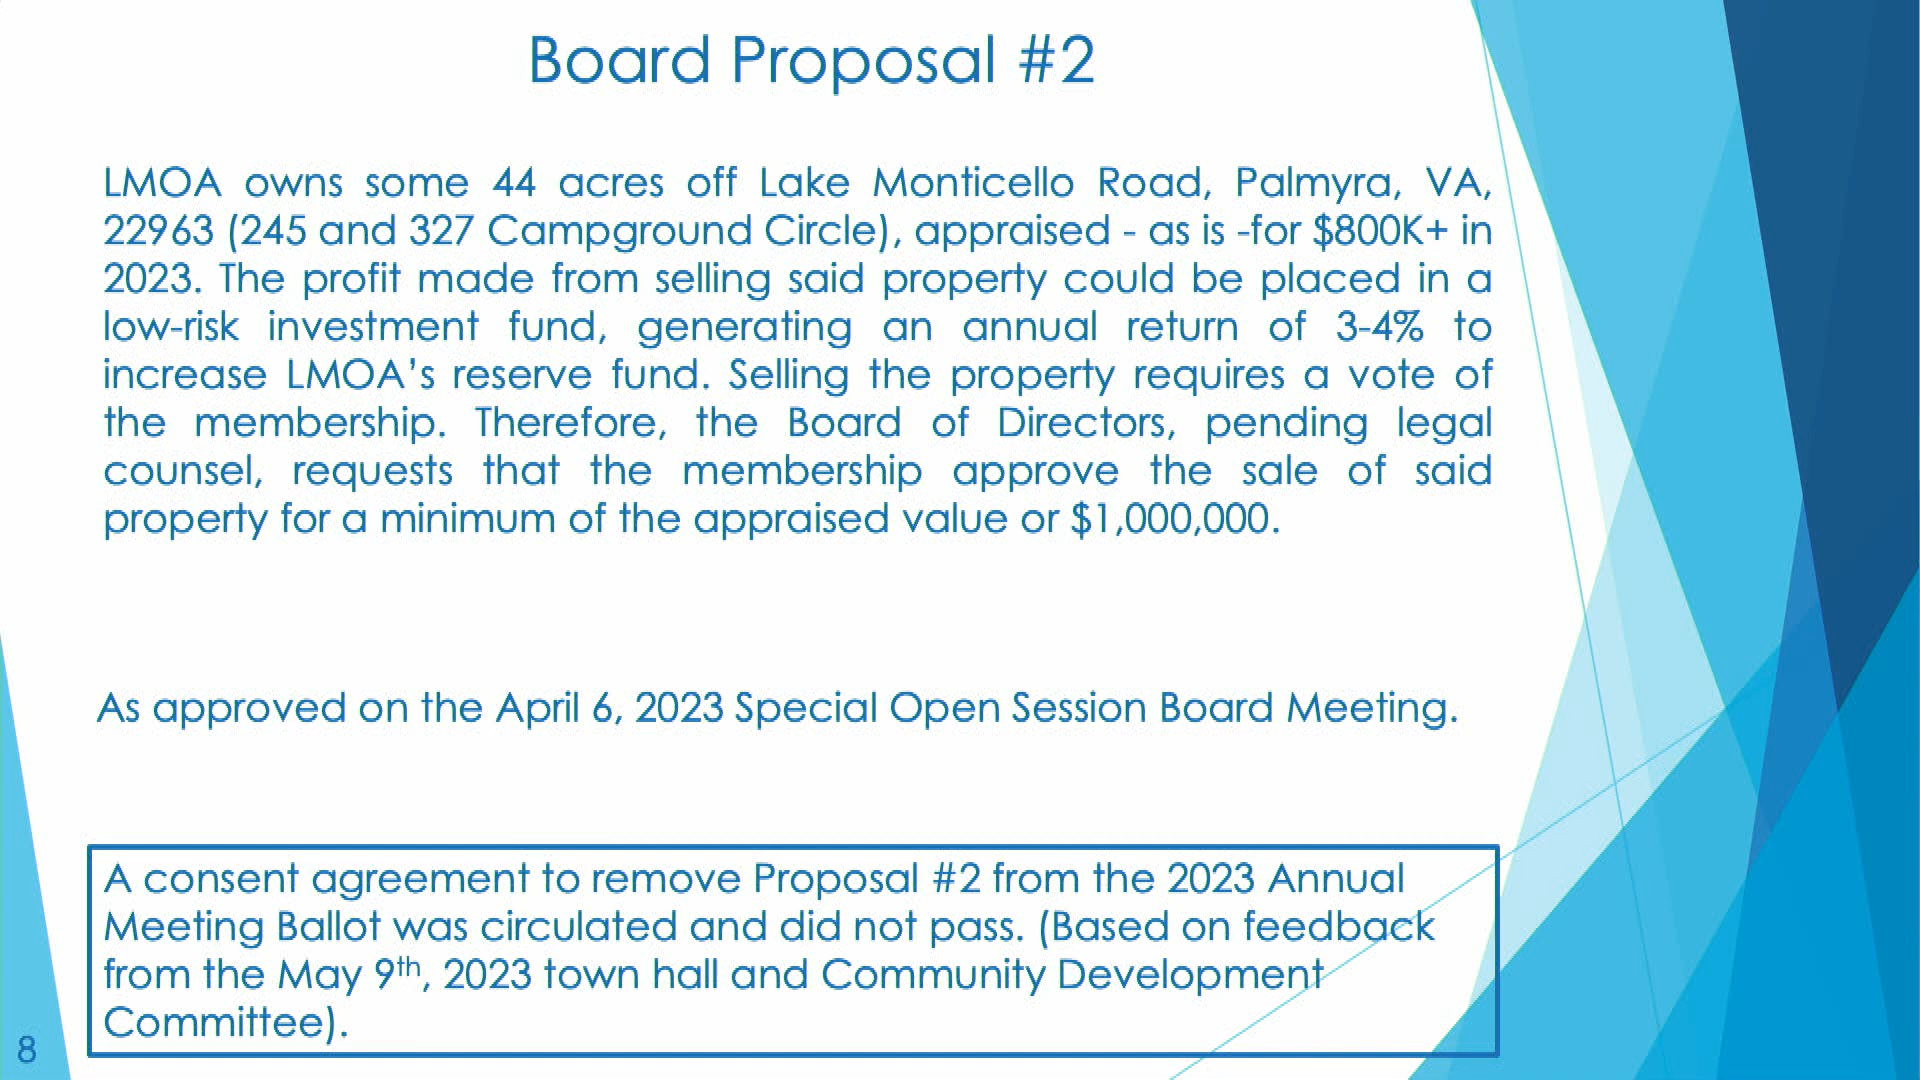 Board Proposal #2
LMOA owns some 44 acres off Lake Monticello Road, Palmyra, VA,
22963 (245 and 327 Campground Circle), appraised - as is -for $800K+ in
2023. The profit made from selling said property could be placed in a
low-risk investment fund, generating an annual return of 3-4% to
increase LMOA’s reserve fund. Selling the property requires a vote of
the membership. Therefore, the Board of Directors, pending legal
counsel, requests that the membership approve the sale of said
property for a minimum of the appraised value or $1,000,000.
As approved on the April 6, 2023 Special Open Session Board Meeting.
A consent agreement to remove Proposal #2 from the 2023 Annual
Meeting Ballot was circulated and did not pass. (Based on feedback
from the May 9th, 2023 town hall and Community Development
Committee).
8